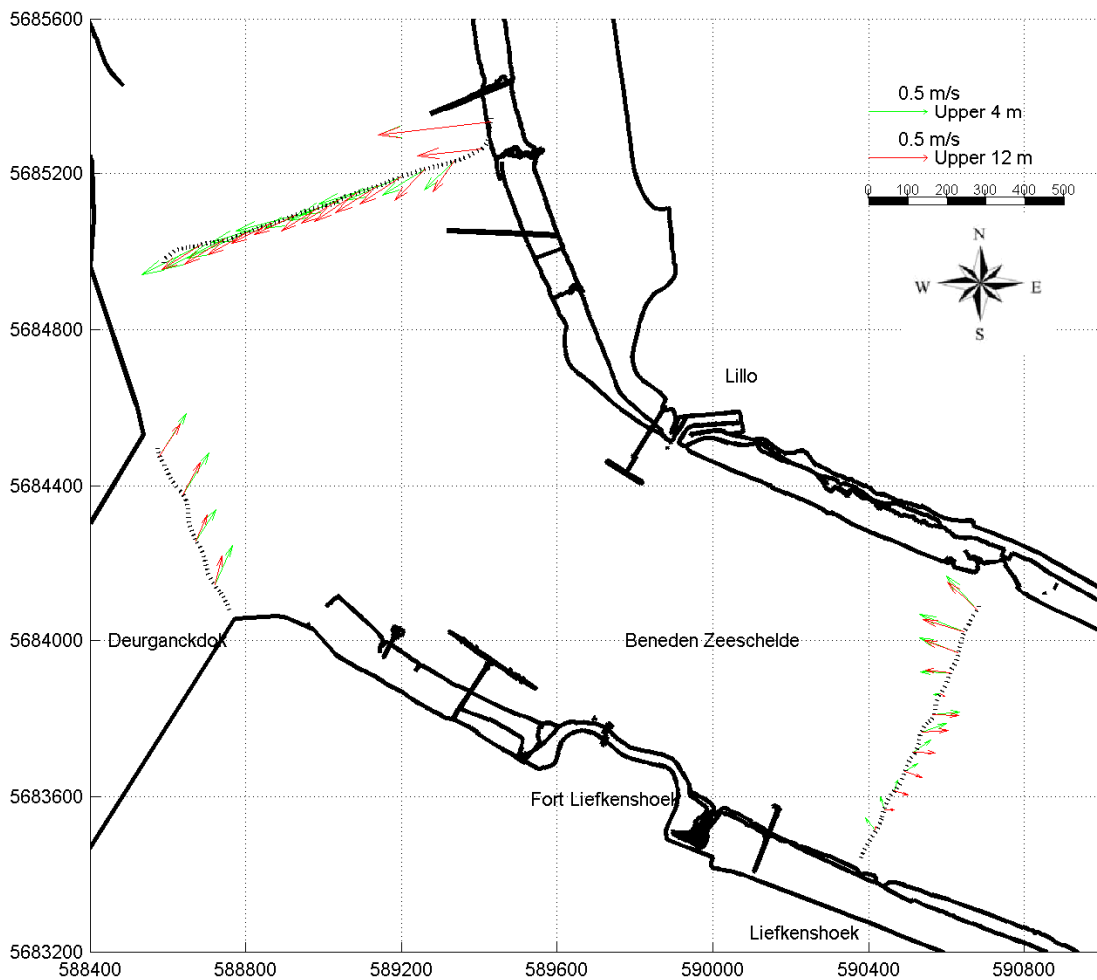 5685600
0.5 m/s
Upper 4 m
0.5 m/s
Upper 12 m
5685200
0 100 200 300 400 500
N
W E
S
5684800
Lillo
5684400
5684000
Deurganckdok
Beneden Zeeschelde
5683600
Fort Liefkenshoek
Liefkenshoek
5683200
588400 588800 589200 589600 590000 590400 590800